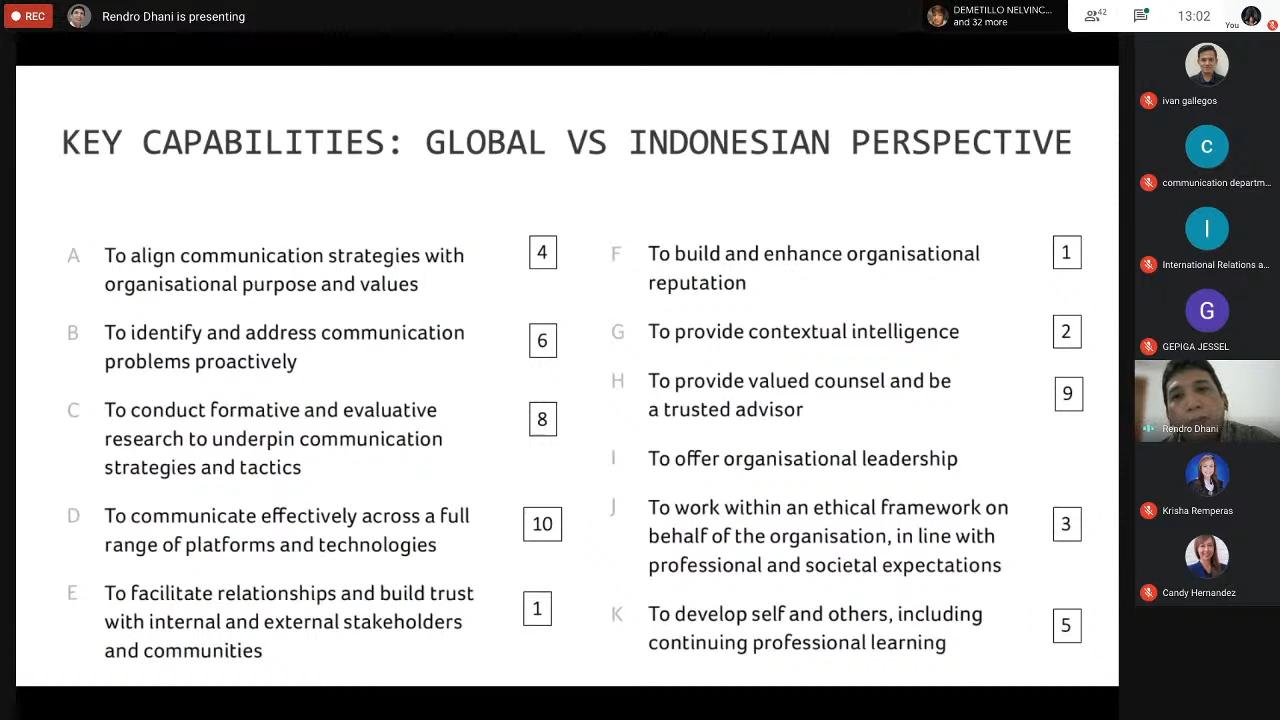 REC
Rendro Dhani is presenting
DEMETILLO NELVINC...
and 32 more
42
13:02
You
KEY CAPABILITIES: GLOBAL VS INDONESIAN PERSPECTIVE
A To align communication strategies with
organisational purpose and values
4
B To identify and address communication
problems proactively
6
C To conduct formative and evaluative
research to underpin communication
strategies and tactics
8
D To communicate effectively across a full
range of platforms and technologies
10
E To facilitate relationships and build trust
with internal and external stakeholders
and communities
1
F To build and enhance organisational
reputation
1
G To provide contextual intelligence
2
H To provide valued counsel and be
a trusted advisor
9
I To offer organisational leadership
J To work within an ethical framework on
behalf of the organisation, in line with
professional and societal expectations
3
K To develop self and others, including
continuing professional learning
5
ivan gallegos
c
communication departm...
I
International Relations a...
G
GEPIGA JESSEL
Rendro Dhani
Krisha Remperas
Candy Hernandez